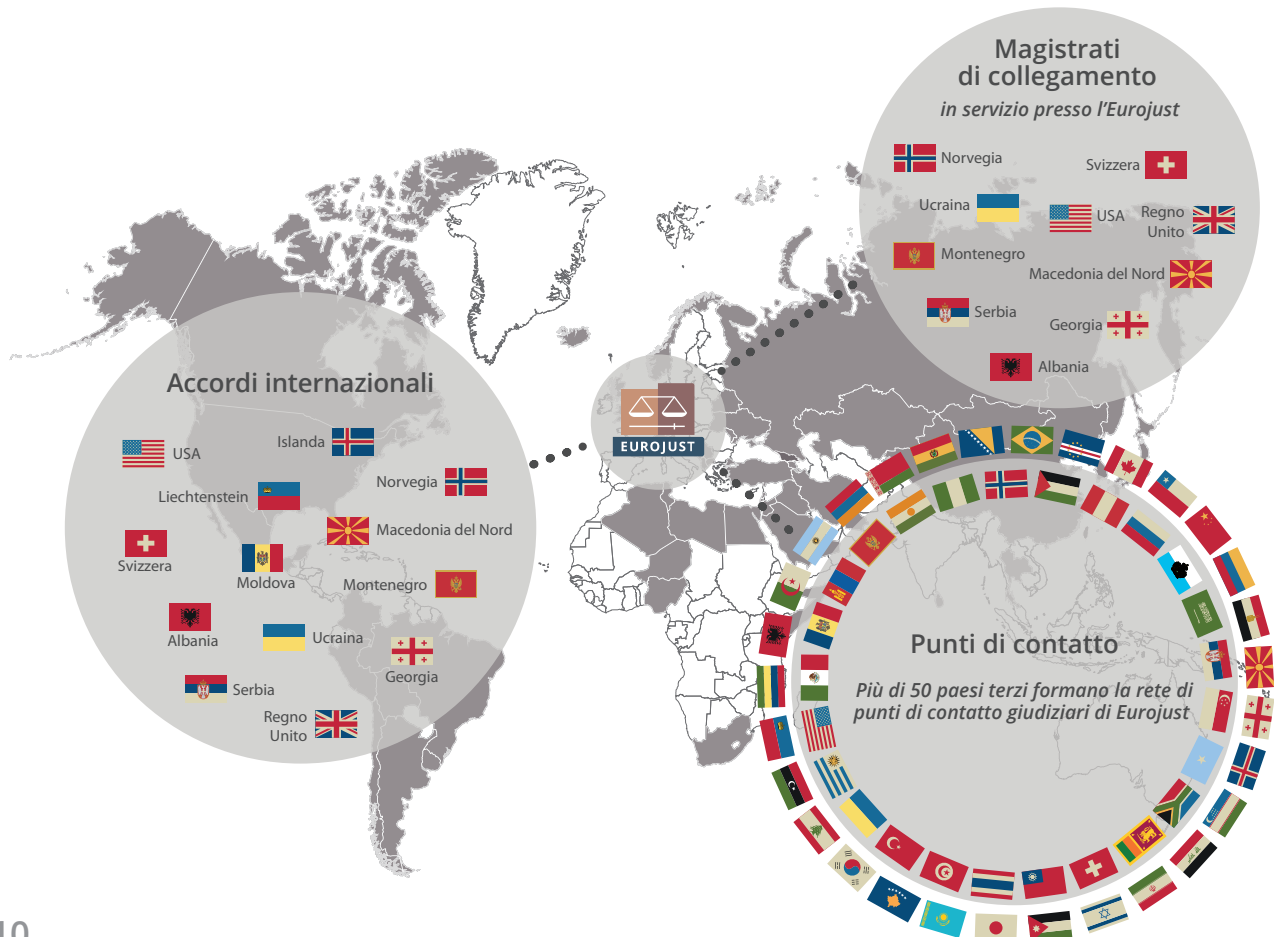 Magistrati
di collegamento
in servizio presso l’Eurojust
Norvegia
Svizzera
Ucraina
USA
Regno
Unito
Montenegro
Macedonia del Nord
Serbia
Georgia
Albania
EUROJUST
Accordi internazionali
USA
Islanda
Norvegia
Liechtenstein
Macedonia del Nord
Svizzera
Moldova
Montenegro
Albania
Ucraina
Georgia
Serbia
Regno
Unito
Punti di contatto
Più di 50 paesi terzi formano la rete di
punti di contatto giudiziari di Eurojust
10